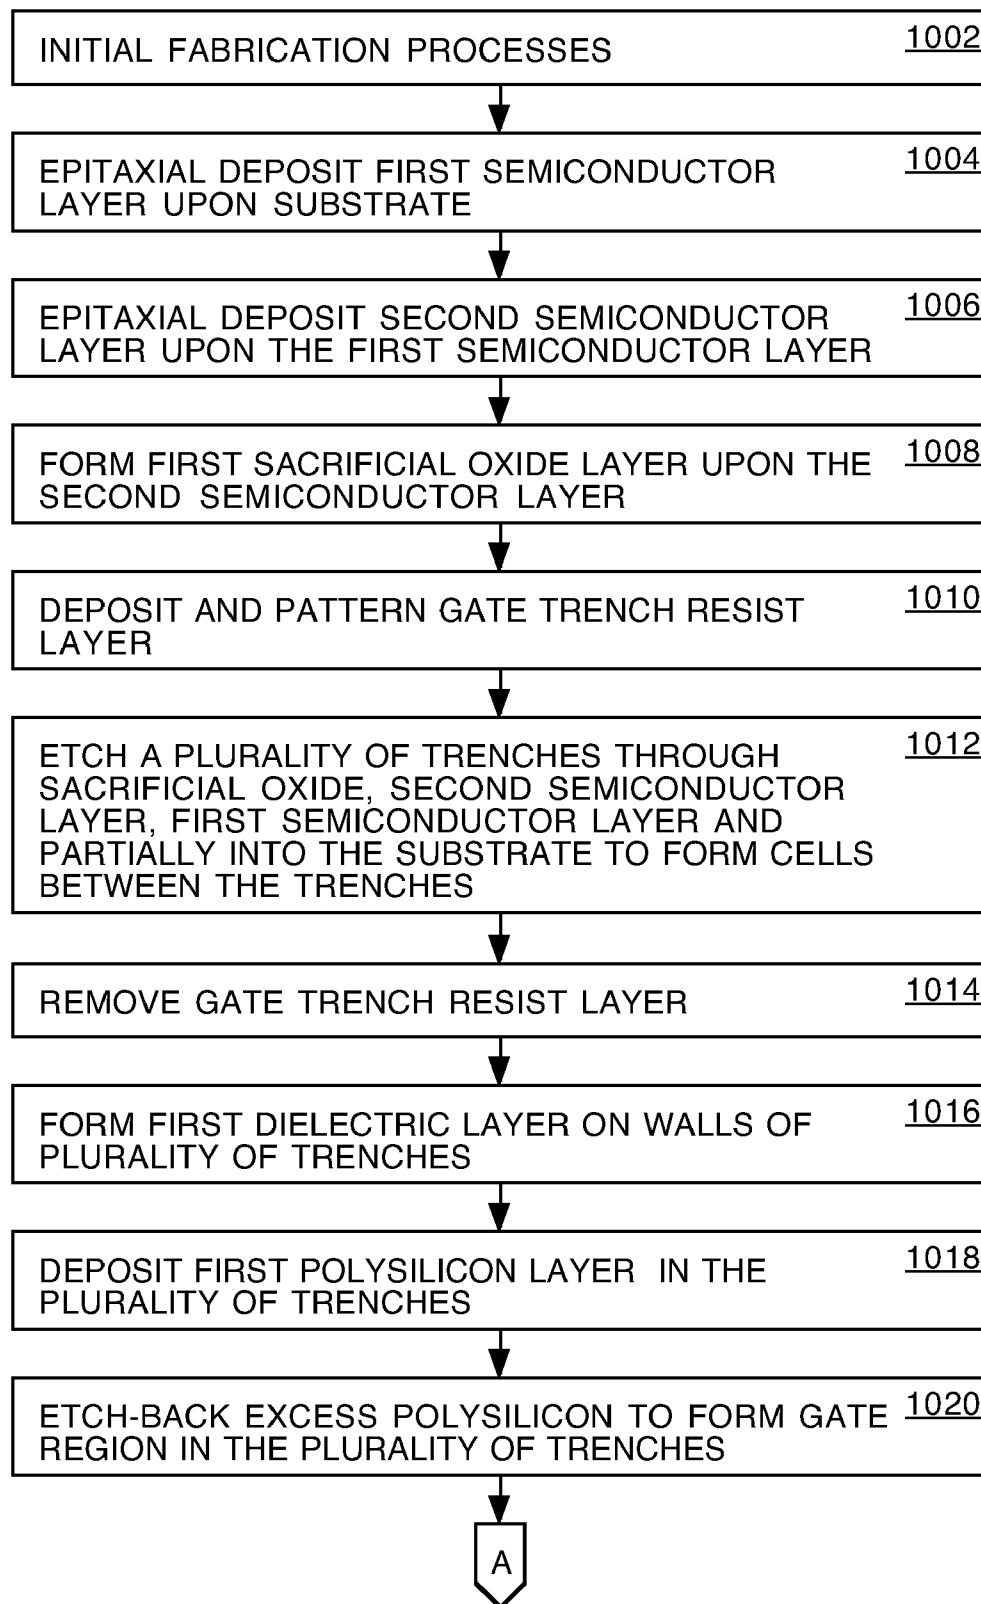 INITIAL FABRICATION PROCESSES 1002
EPITAXIAL DEPOSIT FIRST SEMICONDUCTOR 1004
LAYER UPON SUBSTRATE
EPITAXIAL DEPOSIT SECOND SEMICONDUCTOR 1006
LAYER UPON THE FIRST SEMICONDUCTOR LAYER
FORM FIRST SACRIFICIAL OXIDE LAYER UPON THE 1008
SECOND SEMICONDUCTOR LAYER
DEPOSIT AND PATTERN GATE TRENCH RESIST 1010
LAYER
ETCH A PLURALITY OF TRENCHES THROUGH 1012
SACRIFICIAL OXIDE, SECOND SEMICONDUCTOR
LAYER, FIRST SEMICONDUCTOR LAYER AND
PARTIALLY INTO THE SUBSTRATE TO FORM CELLS
BETWEEN THE TRENCHES
REMOVE GATE TRENCH RESIST LAYER 1014
FORM FIRST DIELECTRIC LAYER ON WALLS OF 1016
PLURALITY OF TRENCHES
DEPOSIT FIRST POLYSILICON LAYER IN THE 1018
PLURALITY OF TRENCHES
ETCH-BACK EXCESS POLYSILICON TO FORM GATE 1020
REGION IN THE PLURALITY OF TRENCHES
A